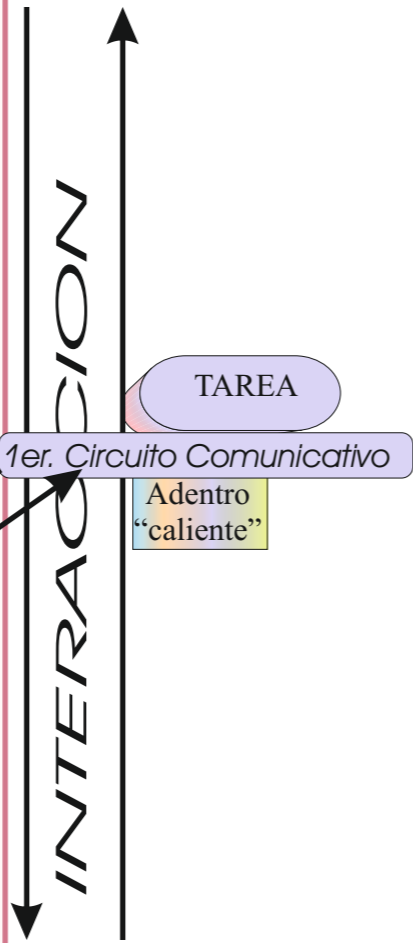 INTERACCION
TAREA
1er. Circuito Comunicativo
Adentro
“caliente”